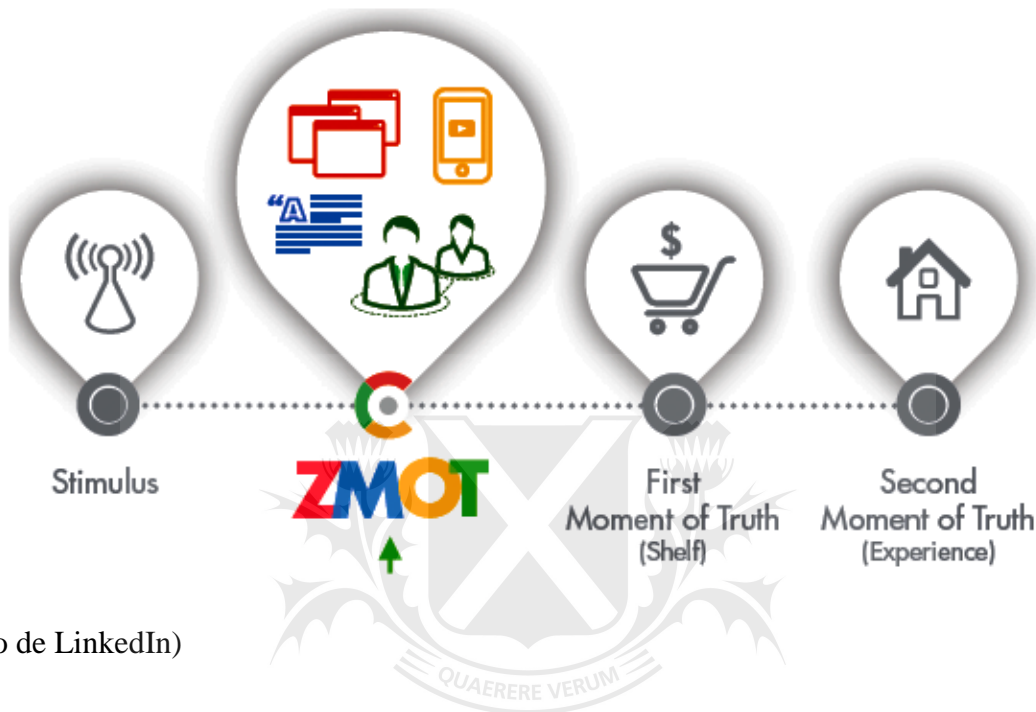 “A
$
Stimulus
ZMOT
First
Moment of Truth
(Shelf)
Second
Moment of Truth
(Experience)
de LinkedIn)
QUAERERE VERUM